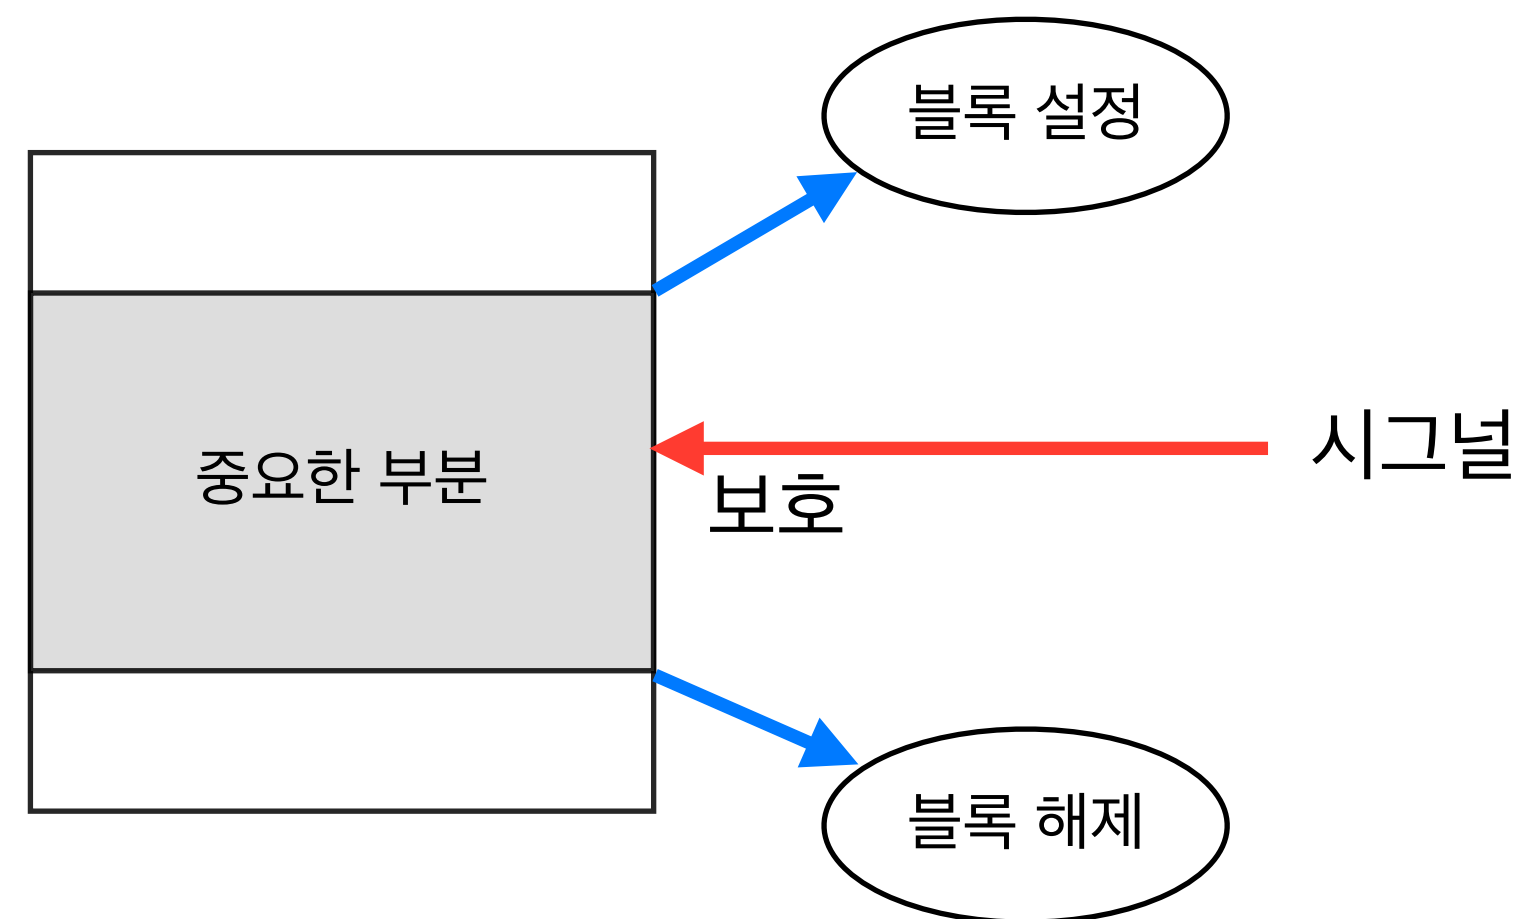 블록 설정
시그널
중요한 부분
보호
블록 해제